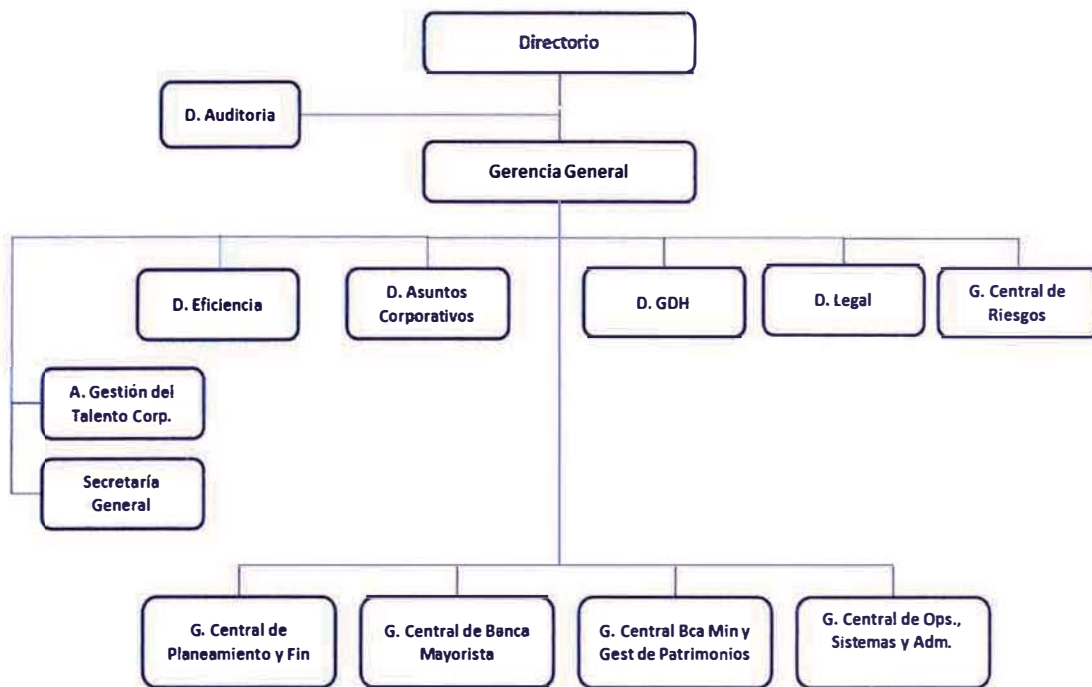 Directorio
D. Auditoria
Gerencia General
D. Eficiencia
D. Asuntos
Corporativos
D. GDH
D. Legal
G. Central de
Riesgos
A. Gestión del
Talento Corp.
Secretaría
General
G. Central de
Planeamiento y Fin
G. Central de Banca
Mayorista
G. Central Bca Min y
Gest de Patrimonios
G. Central de Ops.,
Sistemas y Adm.